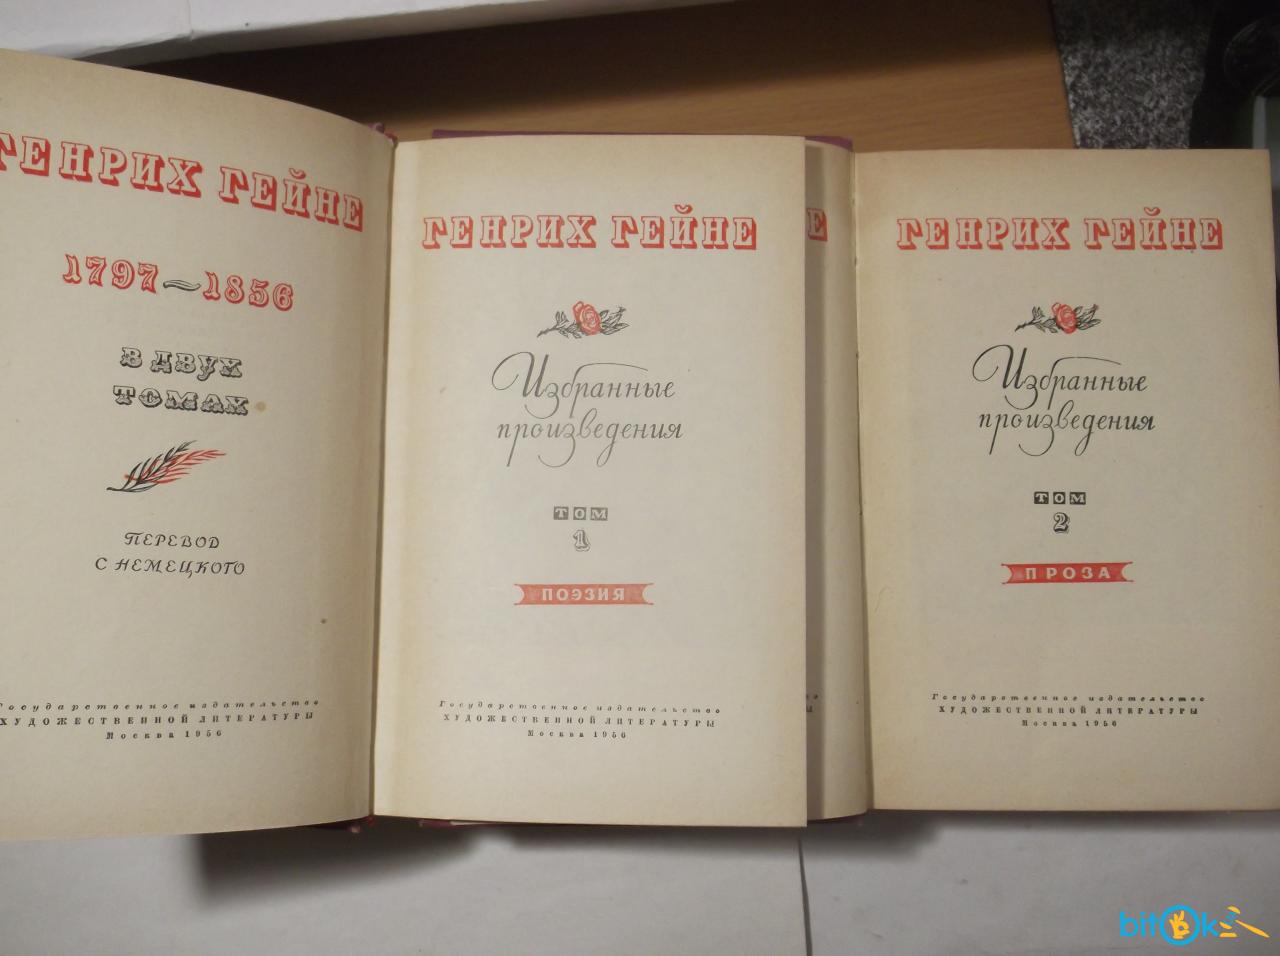 ГЕНРИХ ГЕЙНЕ
1797—1856
В ДВУХ
ТОМАХ
ПЕРЕВОД
С НЕМЕЦКОГО
Государственное издательство
ХУДОЖЕСТВЕННОЙ ЛИТЕРАТУРЫ
Москва 1956
ГЕНРИХ ГЕЙНЕ
Избранные
произведения
ТОМ
1
ПОЭЗИЯ
Государственное издательство
ХУДОЖЕСТВЕННОЙ ЛИТЕРАТУРЫ
Москва 1956
Е
ГЕНРИХ ГЕЙНЕ
Избранные
произведения
ТОМ
2
ПРОЗА
Государственное издательство
ХУДОЖЕСТВЕННОЙ ЛИТЕРАТУРЫ
Москва 1956
bitok